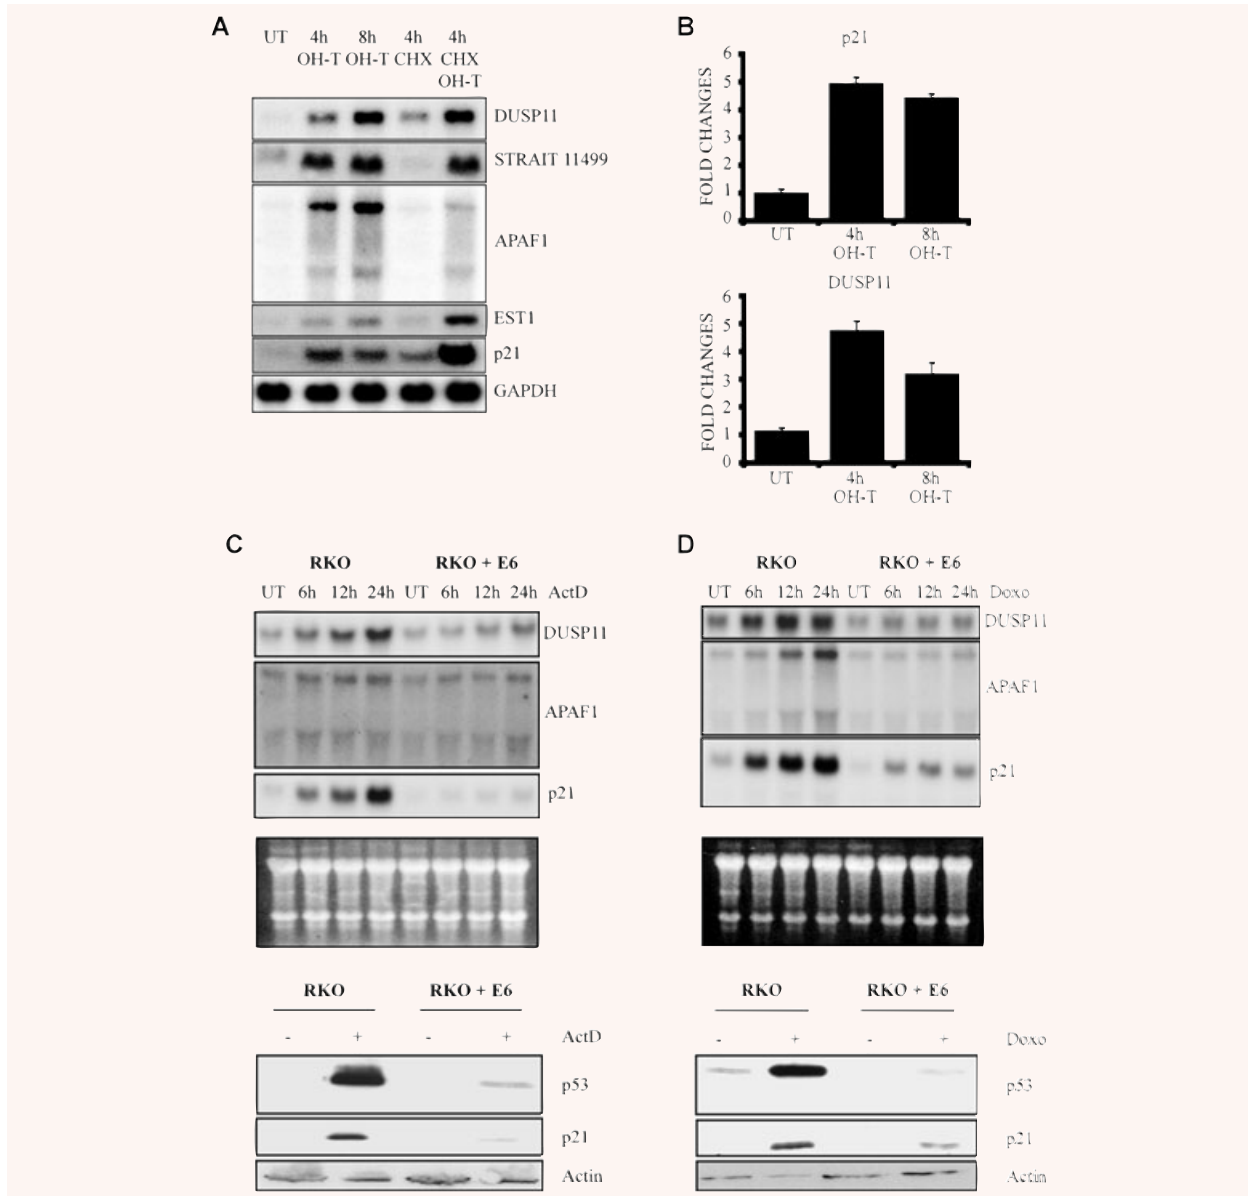 A
UT 4h 8h 4h 4h
OH-T OH-T CHX CHX
OH-T
DUSP11
STRAIT 11499
APAF1
EST1
p21
GAPDH
B
p21
FOLD CHANGES
6
5
4
3
2
1
0
UT 4h 8h
OH-T OH-T
DUSP11
FOLD CHANGES
6
5
4
3
2
1
0
UT 4h 8h
OH-T OH-T
C
RKO RKO + E6
UT 6h 12h 24h UT 6h 12h 24h ActD
DUSP11
APAF1
p21
RKO RKO + E6
- + - + ActD
p53
p21
Actin
D
RKO RKO + E6
UT 6h 12h 24h UT 6h 12h 24h Doxo
DUSP11
APAF1
p21
RKO RKO + E6
- + - + Doxo
p53
p21
Actin